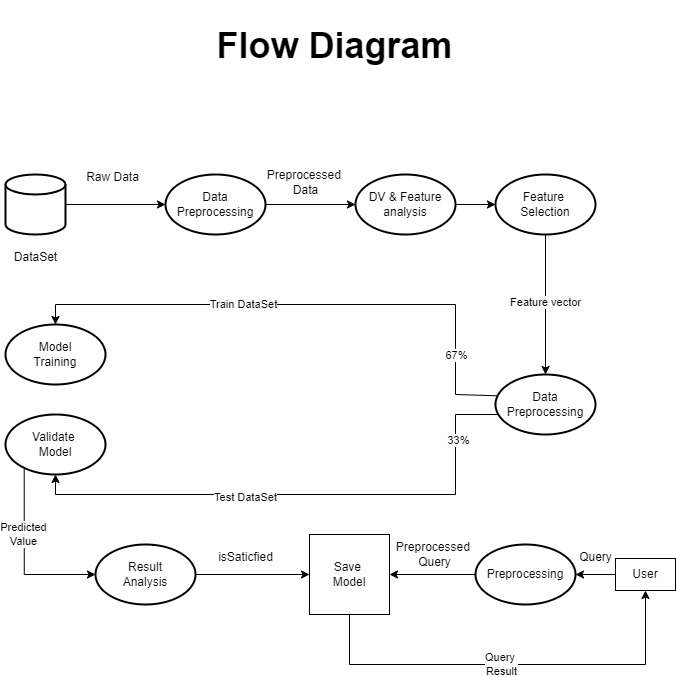 Flow Diagram
Raw Data
Preprocessed
Data
Data
Preprocessing
DV & Feature
analysis
Feature
Selection
DataSet
Train DataSet
Feature vector
Model
Training
67%
Data
Preprocessing
Validate
Model
33%
Test DataSet
Predicted
Value
Result
Analysis
isSaticfied
Save
Model
Preprocessed
Query
Preprocessing
Query
User
Query
Result